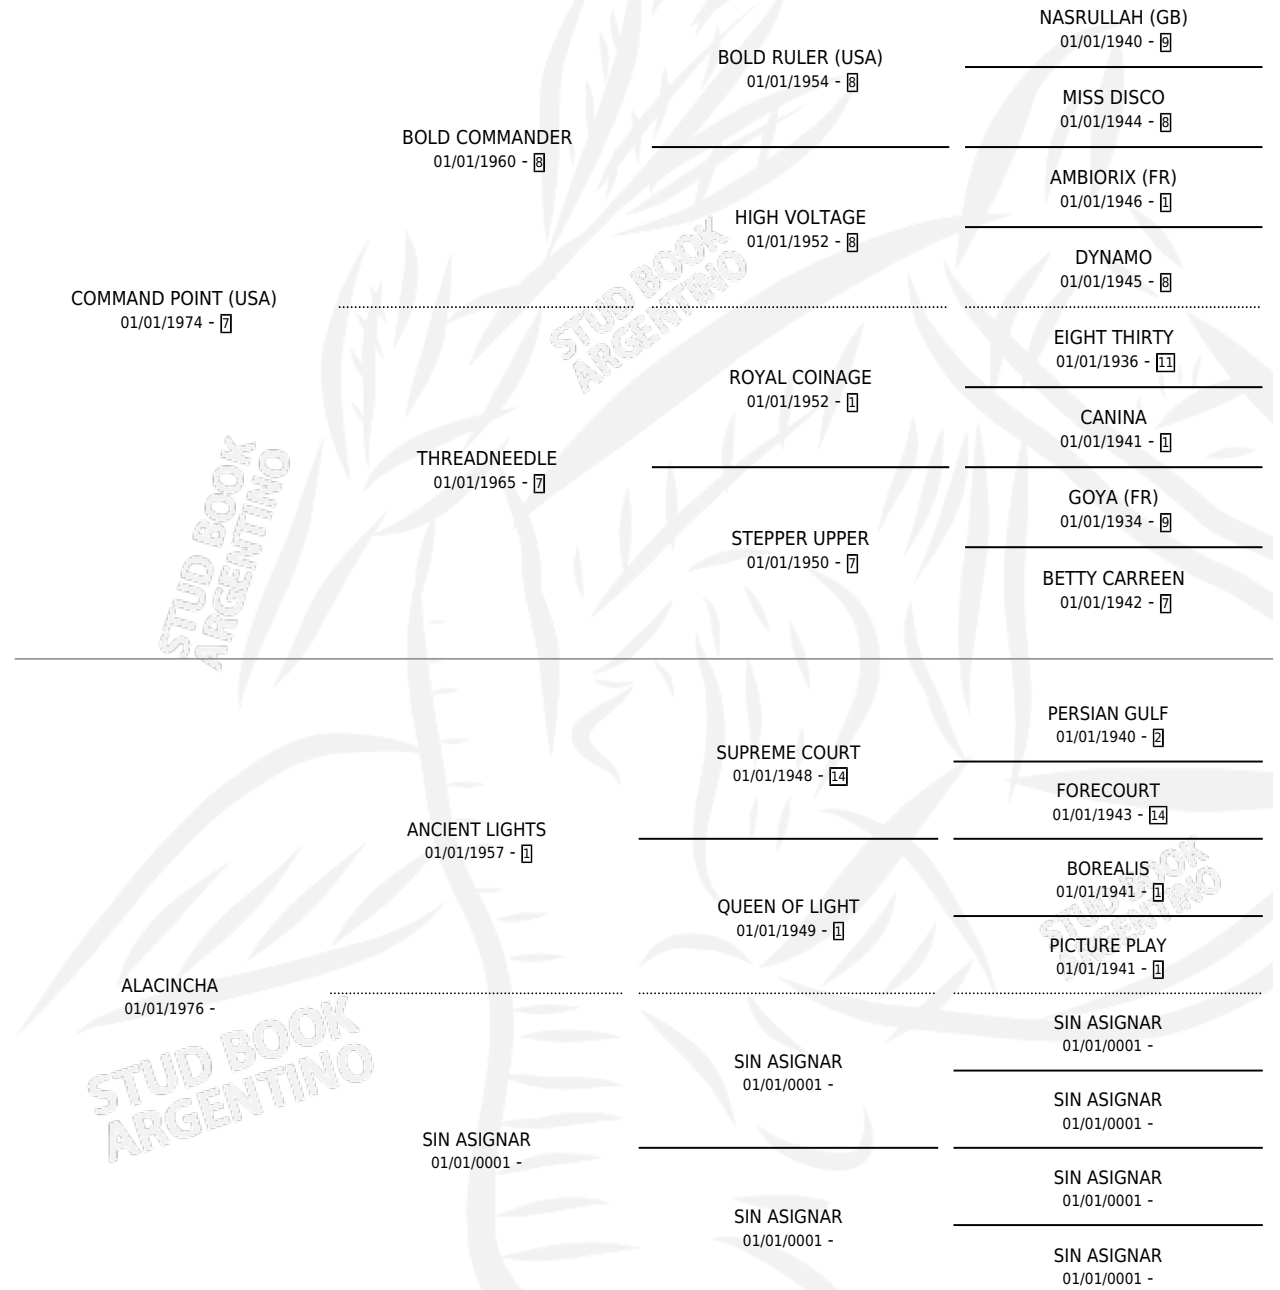 NASRULLAH (GB)
01/01/1940 - 9
BOLD RULER (USA)
01/01/1954 - 8
MISS DISCO
01/01/1944 - 8
BOLD COMMANDER
01/01/1960 - 8
AMBIORIX (FR)
01/01/1946 - 1
HIGH VOLTAGE
01/01/1952 - 8
DYNAMO
01/01/1945 - 8
COMMAND POINT (USA)
01/01/1974 - 7
EIGHT THIRTY
01/01/1936 - 11
ROYAL COINAGE
01/01/1952 - 1
CANINA
01/01/1941 - 1
THREADNEEDLE
01/01/1965 - 7
GOYA (FR)
01/01/1934 - 9
STEPPER UPPER
01/01/1950 - 7
BETTY CARREEN
01/01/1942 - 7
PERSIAN GULF
01/01/1940 - 2
SUPREME COURT
01/01/1948 - 14
FORECOURT
01/01/1943 - 14
ANCIENT LIGHTS
01/01/1957 - 1
BOREALIS
01/01/1941 - 1
QUEEN OF LIGHT
01/01/1949 - 1
PICTURE PLAY
01/01/1941 - 1
ALACINCHA
01/01/1976 -
SIN ASIGNAR
01/01/0001 -
SIN ASIGNAR
01/01/0001 -
SIN ASIGNAR
01/01/0001 -
SIN ASIGNAR
01/01/0001 -
SIN ASIGNAR
01/01/0001 -
SIN ASIGNAR
01/01/0001 -
SIN ASIGNAR
01/01/0001 -
STUD BOOK
ARGENTINO
STUD BOOK
ARGENTINO
STUD BOOK
ARGENTINO
STUD BOOK
ARGENTINO